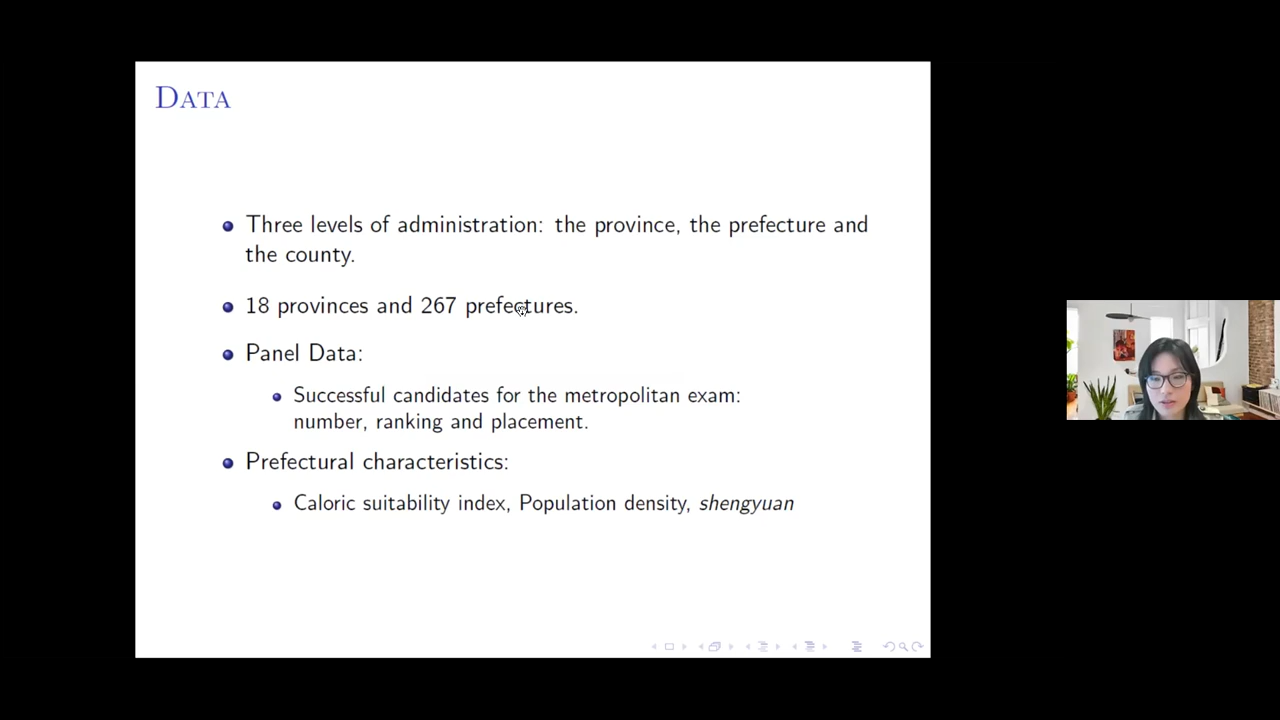 DATA
Three levels of administration: the province, the prefecture and
the county.
18 provinces and 267 prefectures.
Panel Data:
Successful candidates for the metropolitan exam:
number, ranking and placement.
Prefectural characteristics:
Caloric suitability index, Population density, shengyuan